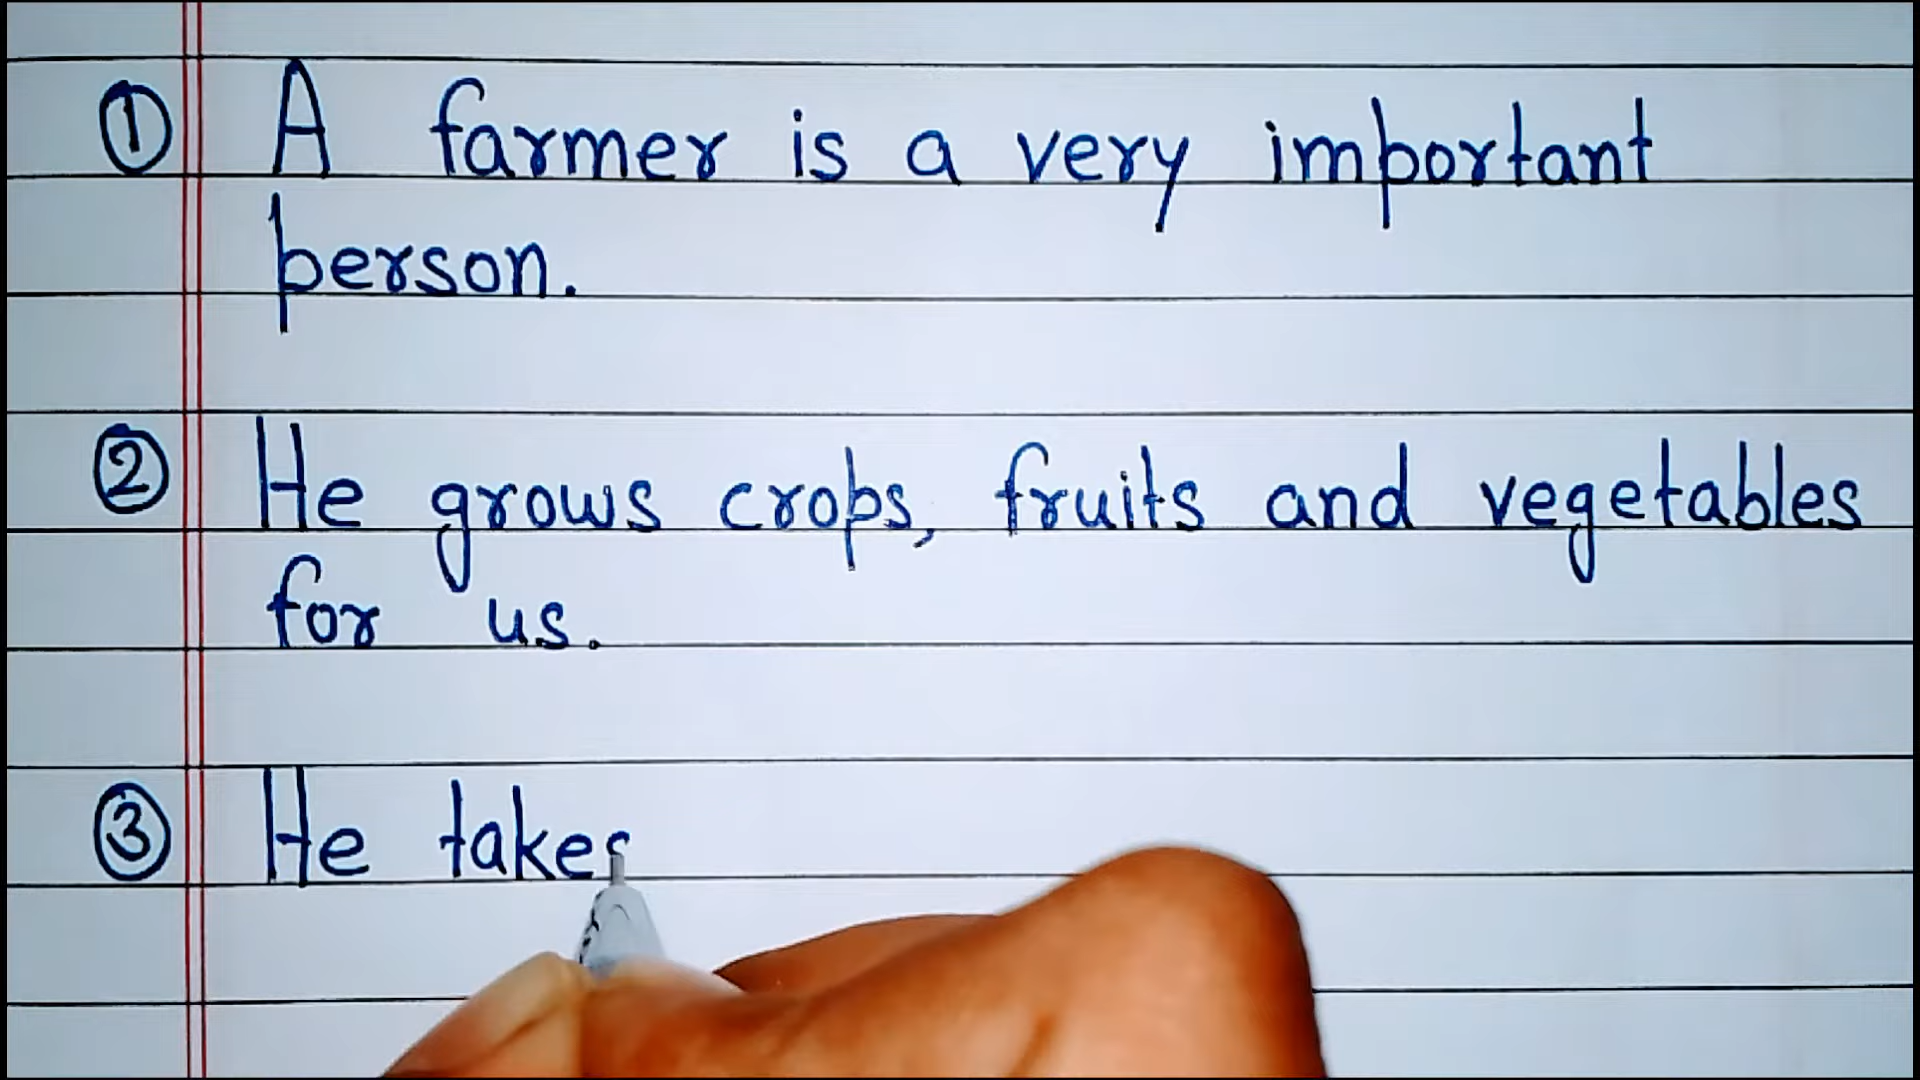 ① A farmer is a very important
person.
② He grows crops, fruits and vegetables
for us.
③ He takes